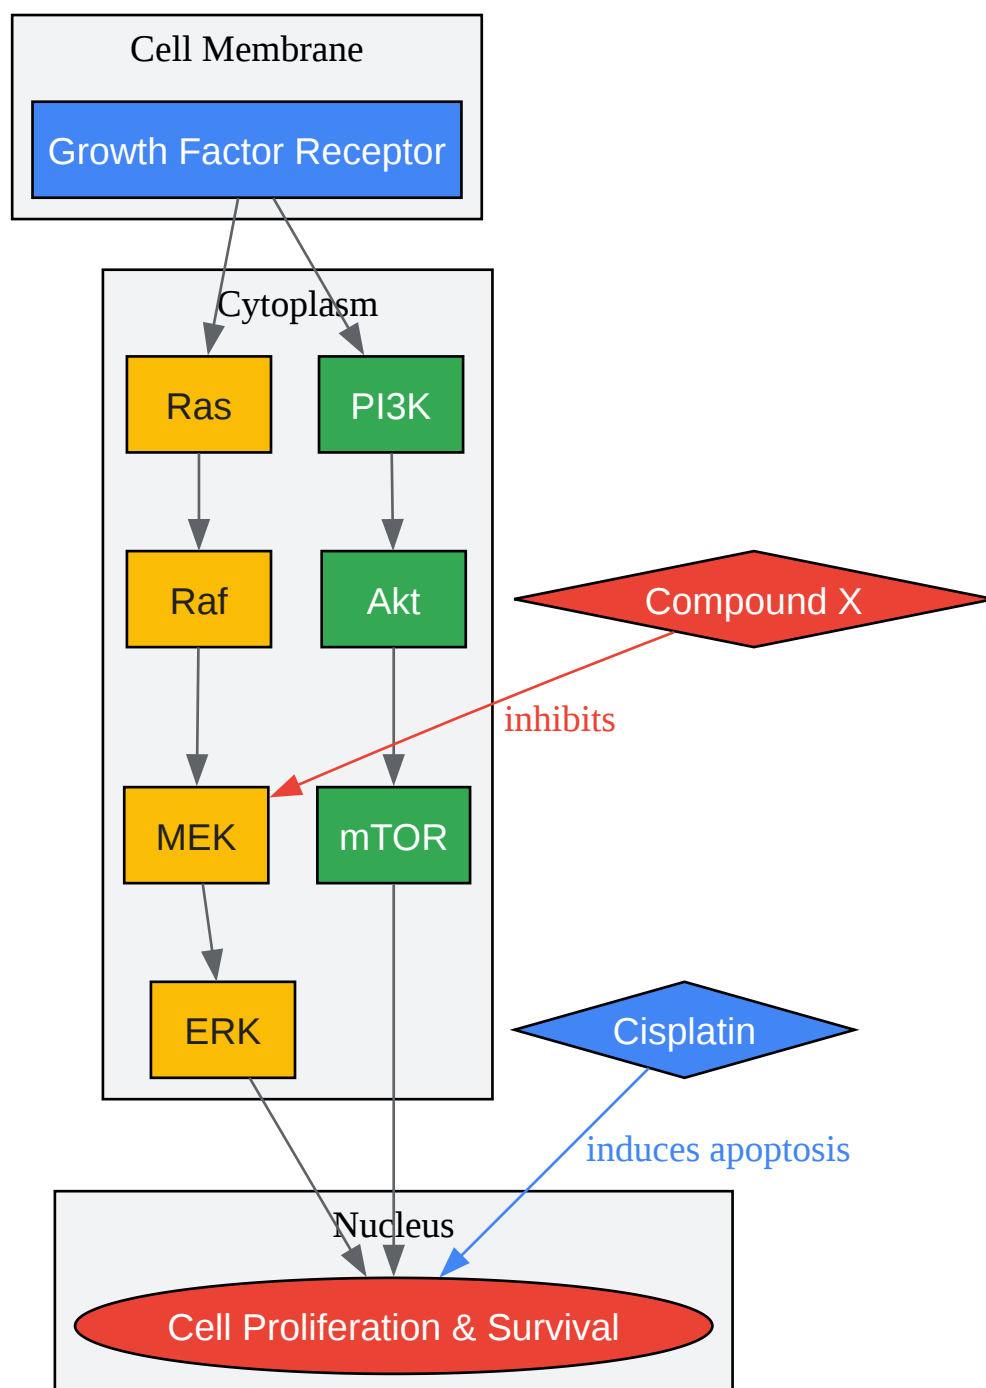 Cell Membrane
Growth Factor Receptor
Cytoplasm
Ras
PI3K
Raf
Akt
Compound X
inhibits
MEK
mTOR
ERK
Cisplatin
induces apoptosis
Nucleus
Cell Proliferation & Survival